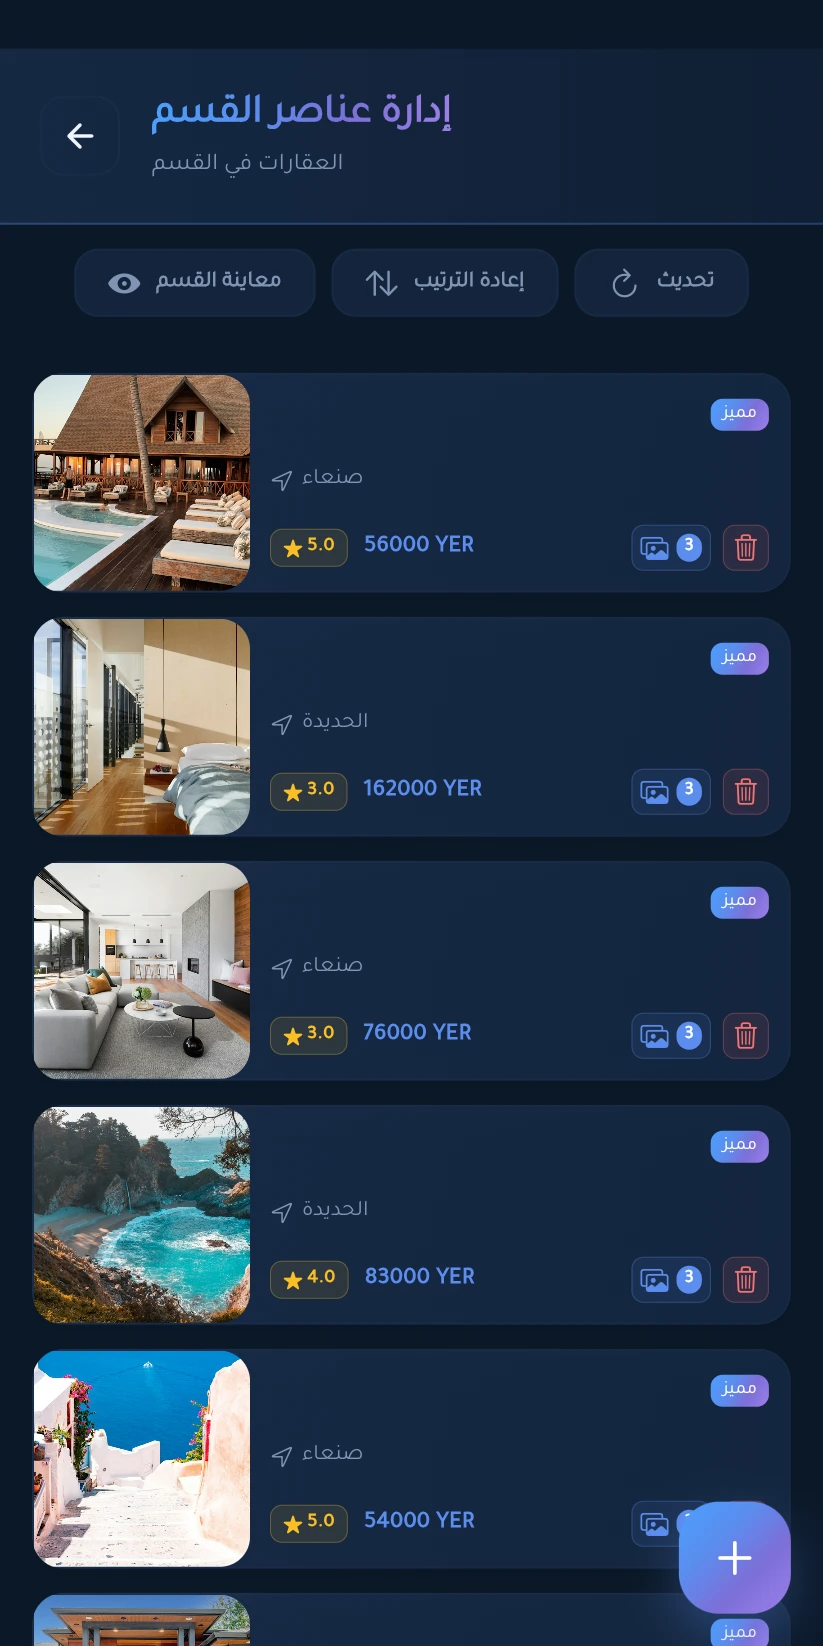 إدارة عناصر القسم
العقارات في القسم
تحديث
إعادة الترتيب
معاينة القسم
مميز
صنعاء
5.0 56000 YER 3
مميز
الحديدة
3.0 162000 YER 3
مميز
صنعاء
3.0 76000 YER 3
مميز
الحديدة
4.0 83000 YER 3
مميز
صنعاء
5.0 54000 YER
مميز